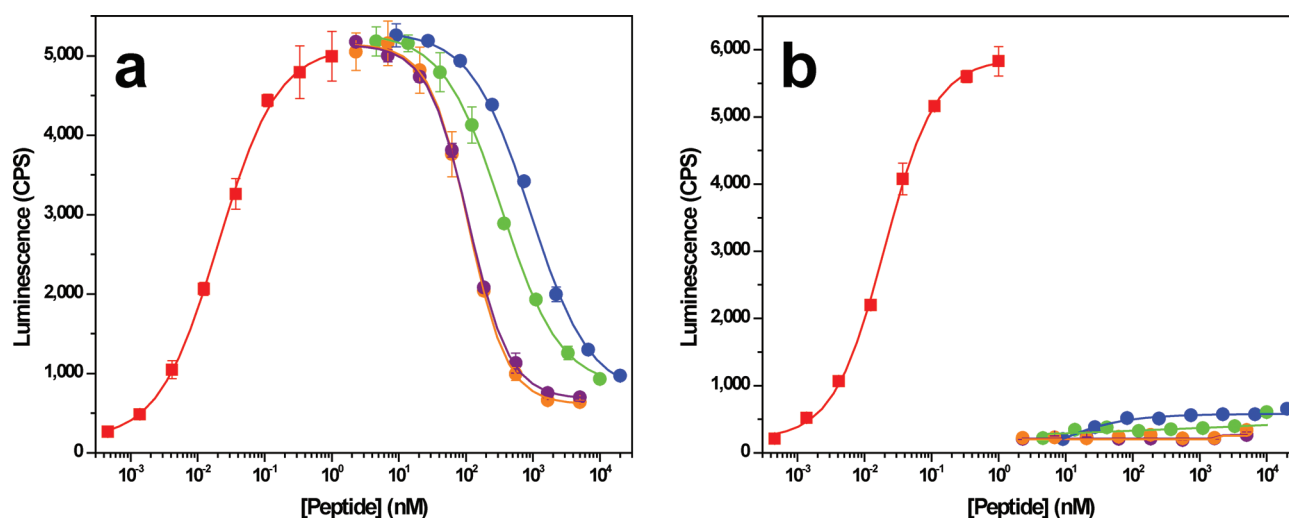 a
Luminescence (CPS)
5,000
4,000
3,000
2,000
1,000
0
10⁻³ 10⁻² 10⁻¹ 10⁰ 10¹ 10² 10³ 10⁴
[Peptide] (nM)
b
Luminescence (CPS)
6,000
5,000
4,000
3,000
2,000
1,000
0
10⁻³ 10⁻² 10⁻¹ 10⁰ 10¹ 10² 10³ 10⁴
[Peptide] (nM)